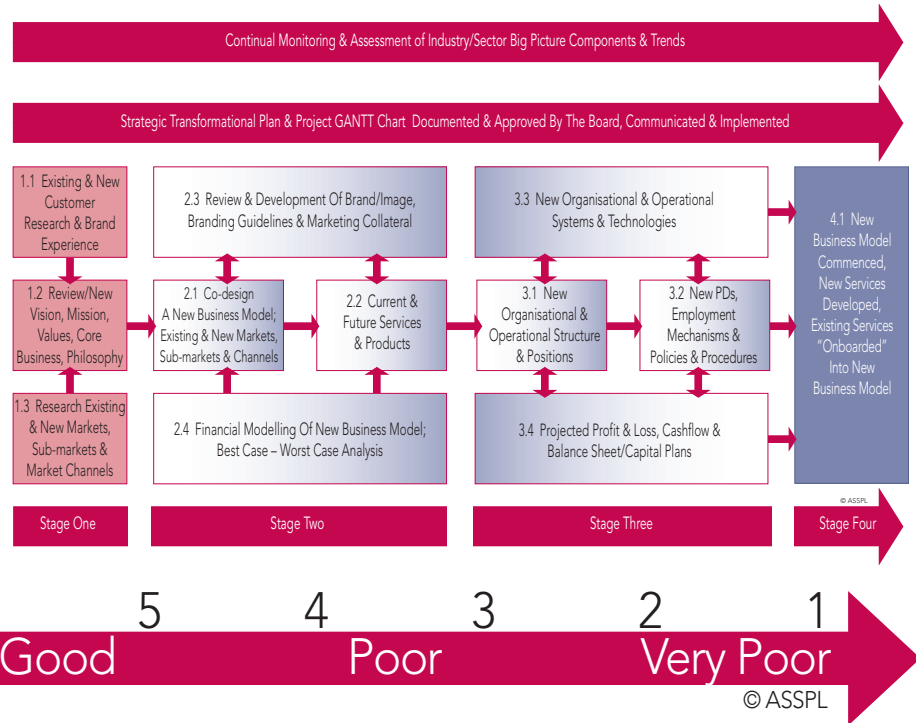 Continual Monitoring & Assessment of Industry/Sector Big Picture Components & Trends
Strategic Transformational Plan & Project GANTT Chart Documented & Approved By The Board, Communicated & Implemented
1.1 Existing & New
Customer
Research & Brand
Experience
1.2 Review/New
Vision, Mission,
Values, Core
Business, Philosophy
1.3 Research Existing
& New Markets,
Sub-markets &
Market Channels
2.3 Review & Development Of Brand/Image,
Branding Guidelines & Marketing Collateral
2.1 Co-design
A New Business Model;
Existing & New Markets,
Sub-markets & Channels
2.2 Current &
Future Services
& Products
2.4 Financial Modelling Of New Business Model;
Best Case – Worst Case Analysis
3.3 New Organisational & Operational
Systems & Technologies
3.1 New
Organisational &
Operational Structure
& Positions
3.2 New PDs,
Employment
Mechanisms &
Policies & Procedures
3.4 Projected Profit & Loss, Cashflow &
Balance Sheet/Capital Plans
4.1 New
Business Model
Commenced,
New Services
Developed,
Existing Services
“Onboarded”
Into New
Business Model
© ASSPL
Stage One
Stage Two
Stage Three
Stage Four
5 4 3 2 1
Good Poor Very Poor
© ASSPL